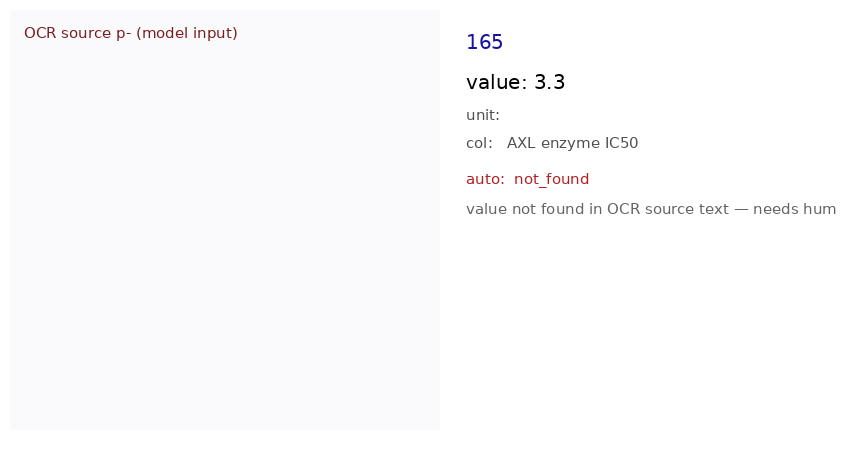 OCR source p- (model input)
165
value: 3.3
unit:
col:   AXL enzyme IC50
auto:  not_found
value not found in OCR source text — needs hum